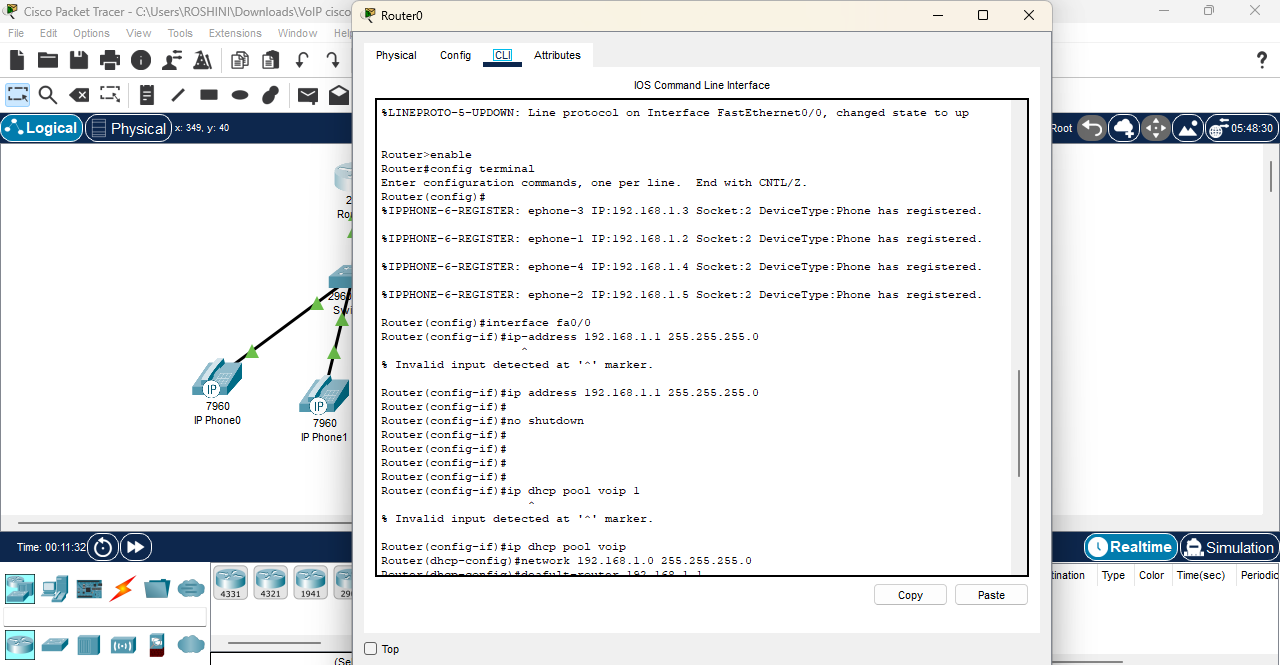 Cisco Packet Tracer - C:\Users\ROSHINI\Downloads\VoIP cisco
File Edit Options View Tools Extensions Window Help
Logical
Physical
x: 349, y: 40
Root
05:48:30
Router0
Physical Config CLI Attributes
IOS Command Line Interface
%LINEPROTO-5-UPDOWN: Line protocol on Interface FastEthernet0/0, changed state to up
Router>enable
Router#config terminal
Enter configuration commands, one per line. End with CNTL/Z.
Router(config)#
%IPPHONE-6-REGISTER: ephone-3 IP:192.168.1.3 Socket:2 DeviceType:Phone has registered.
%IPPHONE-6-REGISTER: ephone-1 IP:192.168.1.2 Socket:2 DeviceType:Phone has registered.
%IPPHONE-6-REGISTER: ephone-4 IP:192.168.1.4 Socket:2 DeviceType:Phone has registered.
%IPPHONE-6-REGISTER: ephone-2 IP:192.168.1.5 Socket:2 DeviceType:Phone has registered.
Router(config)#interface fa0/0
Router(config-if)#ip-address 192.168.1.1 255.255.255.0
^
% Invalid input detected at '^' marker.
Router(config-if)#ip address 192.168.1.1 255.255.255.0
Router(config-if)#
Router(config-if)#no shutdown
Router(config-if)#
Router(config-if)#
Router(config-if)#
Router(config-if)#
Router(config-if)#ip dhcp pool voip 1
^
% Invalid input detected at '^' marker.
Router(config-if)#ip dhcp pool voip
Router(dhcp-config)#network 192.168.1.0 255.255.255.0
Router(dhcp-config)#deafult-router 192.168.1.1
Copy
Paste
Top
2960
IP
7960
IP Phone0
IP
7960
IP Phone1
Time: 00:11:32
Realtime
Simulation
4331
4321
1941
Type Color Time(sec) Periodic